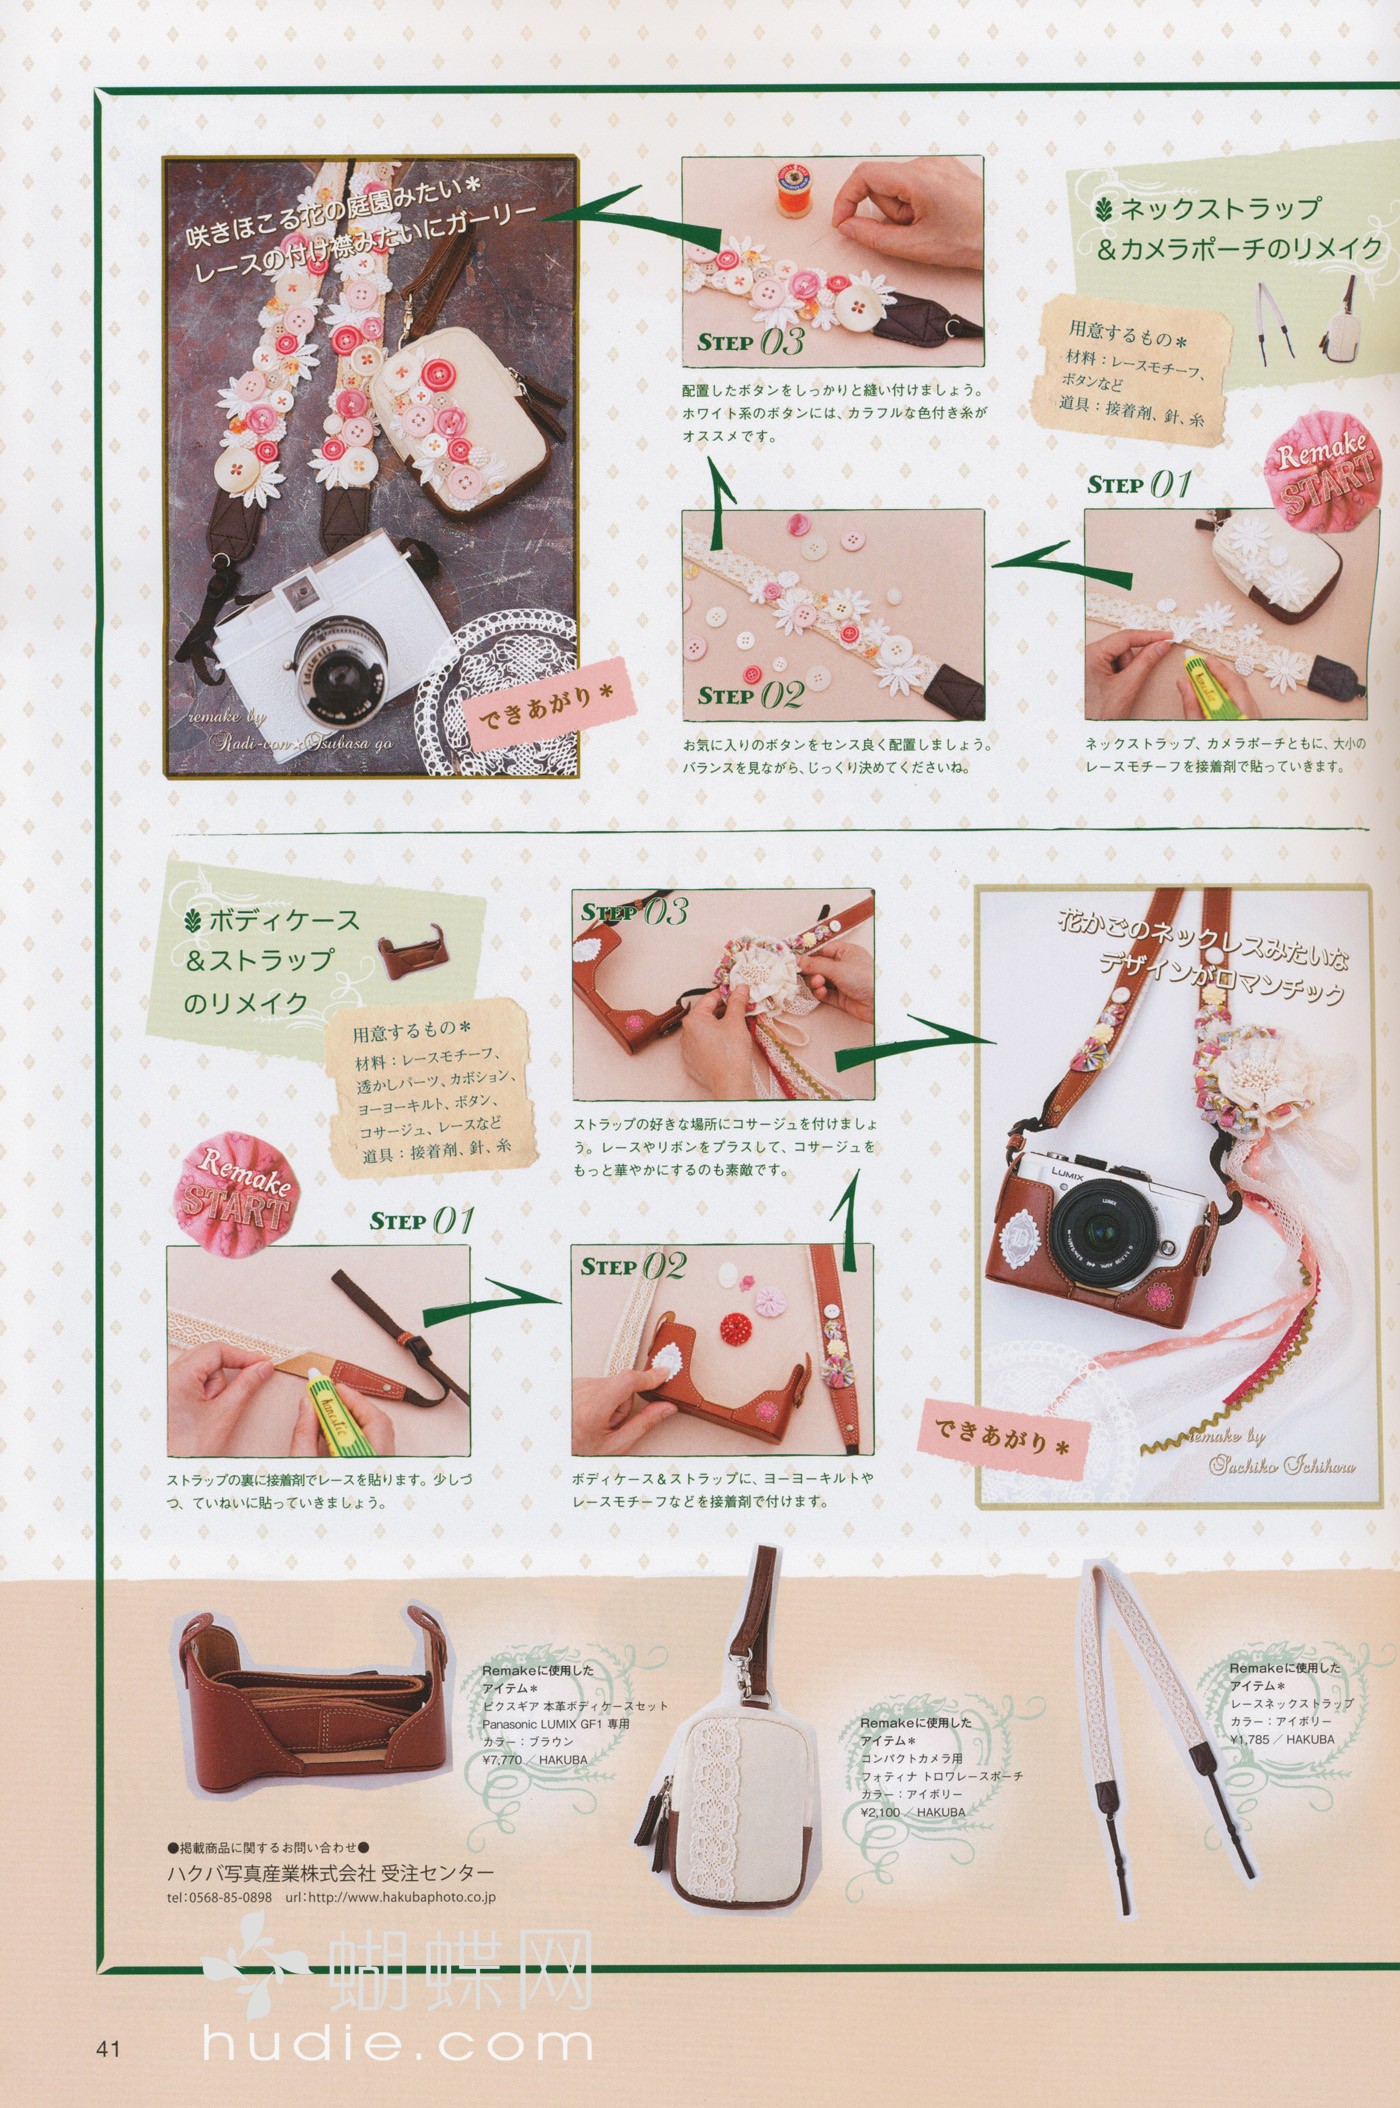 ネックストラップ
&カメラポーチのリメイク
用意するもの*
材料：レースモチーフ、
ボタンなど
道具：接着剤、針、糸
Remake
START
STEP 01
ネックストラップ、カメラポーチともに、大小の
レースモチーフを接着剤で貼っていきます。
STEP 02
お気に入りのボタンをセンス良く配置しましょう。
バランスを見ながら、じっくり決めてくださいね。
STEP 03
配置したボタンをしっかりと縫い付けましょう。
ホワイト系のボタンには、カラフルな色付き糸が
オススメです。
咲きほこる花の庭園みたい*
レースの付け襟みたいにガーリー
remake by
Radi-con×Tsubasa go
できあがり*
ボディケース
&ストラップ
のリメイク
用意するもの*
材料：レースモチーフ、
透かしパーツ、カボション、
ヨーヨーキルト、ボタン、
コサージュ、レースなど
道具：接着剤、針、糸
Remake
START
STEP 01
ストラップの裏に接着剤でレースを貼ります。少しづ
つ、ていねいに貼っていきましょう。
STEP 02
ボディケース&ストラップに、ヨーヨーキルトや
レースモチーフなどを接着剤で付けます。
STEP 03
ストラップの好きな場所にコサージュを付けましょ
う。レースやリボンをプラスして、コサージュを
もっと華やかにするのも素敵です。
花かごのネックレスみたいな
デザインがロマンチック
LUMIX
LUMIX
remake by
Sachiko Ichihara
できあがり*
Remakeに使用した
アイテム*
ピクスギア 本革ボディケースセット
Panasonic LUMIX GF1 専用
カラー：ブラウン
¥7,770／HAKUBA
Remakeに使用した
アイテム*
コンパクトカメラ用
フォティナ トロワレースポーチ
カラー：アイボリー
¥2,100／HAKUBA
Remakeに使用した
アイテム*
レースネックストラップ
カラー：アイボリー
¥1,785／HAKUBA
●掲載商品に関するお問い合わせ●
ハクバ写真産業株式会社 受注センター
tel:0568-85-0898 url:http://www.hakubaphoto.co.jp
蝴蝶网
hudie.com
41